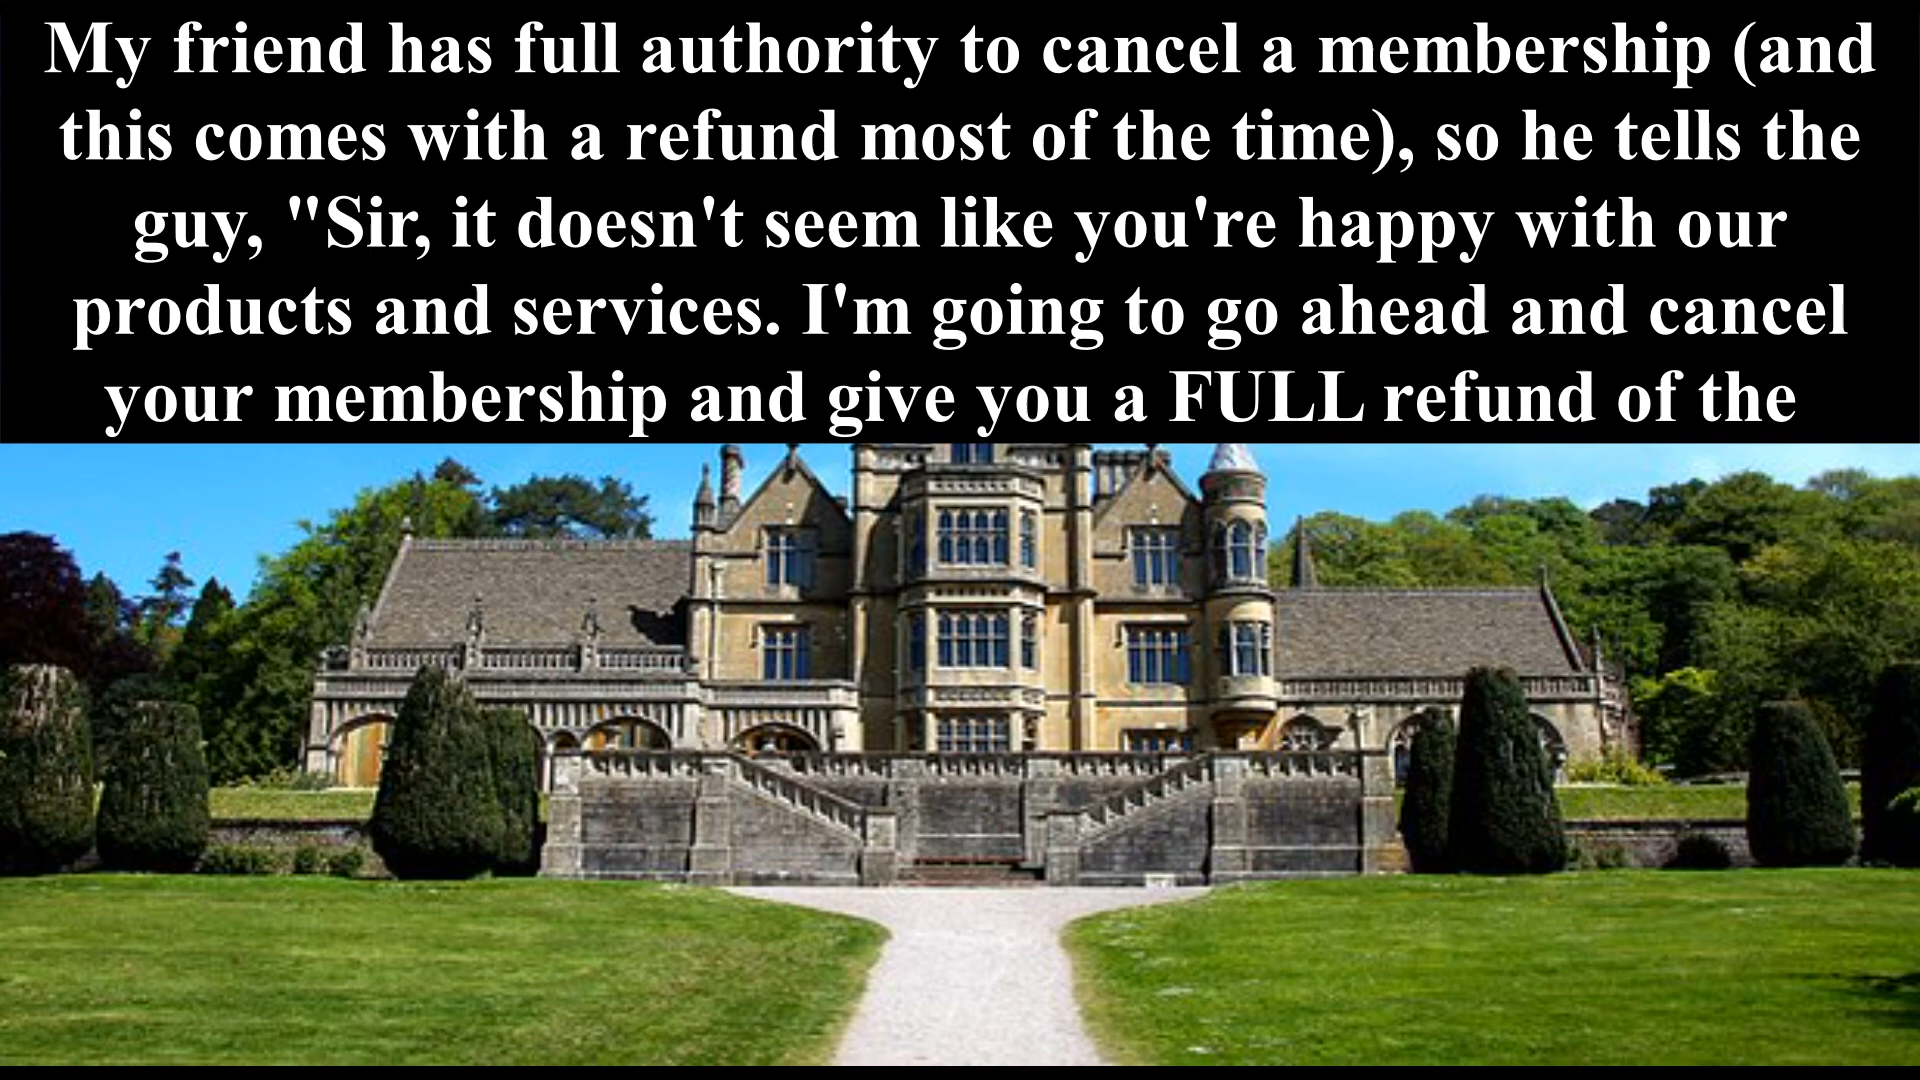 My friend has full authority to cancel a membership (and
this comes with a refund most of the time), so he tells the
guy, "Sir, it doesn't seem like you're happy with our
products and services. I'm going to go ahead and cancel
your membership and give you a FULL refund of the